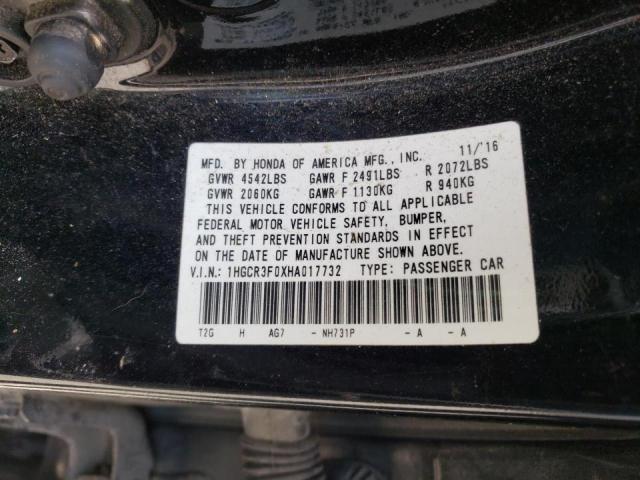 MFD. BY HONDA OF AMERICA MFG., INC. 11/'16
GVWR 4542LBS GAWR F 2491LBS R 2072LBS
GVWR 2060KG GAWR F 1130KG R 940KG
THIS VEHICLE CONFORMS TO ALL APPLICABLE
FEDERAL MOTOR VEHICLE SAFETY, BUMPER,
AND THEFT PREVENTION STANDARDS IN EFFECT
ON THE DATE OF MANUFACTURE SHOWN ABOVE.
V.I.N.: 1HGCR3F0XHA017732 TYPE: PASSENGER CAR
T2G H AG7 - NH731P - A - A